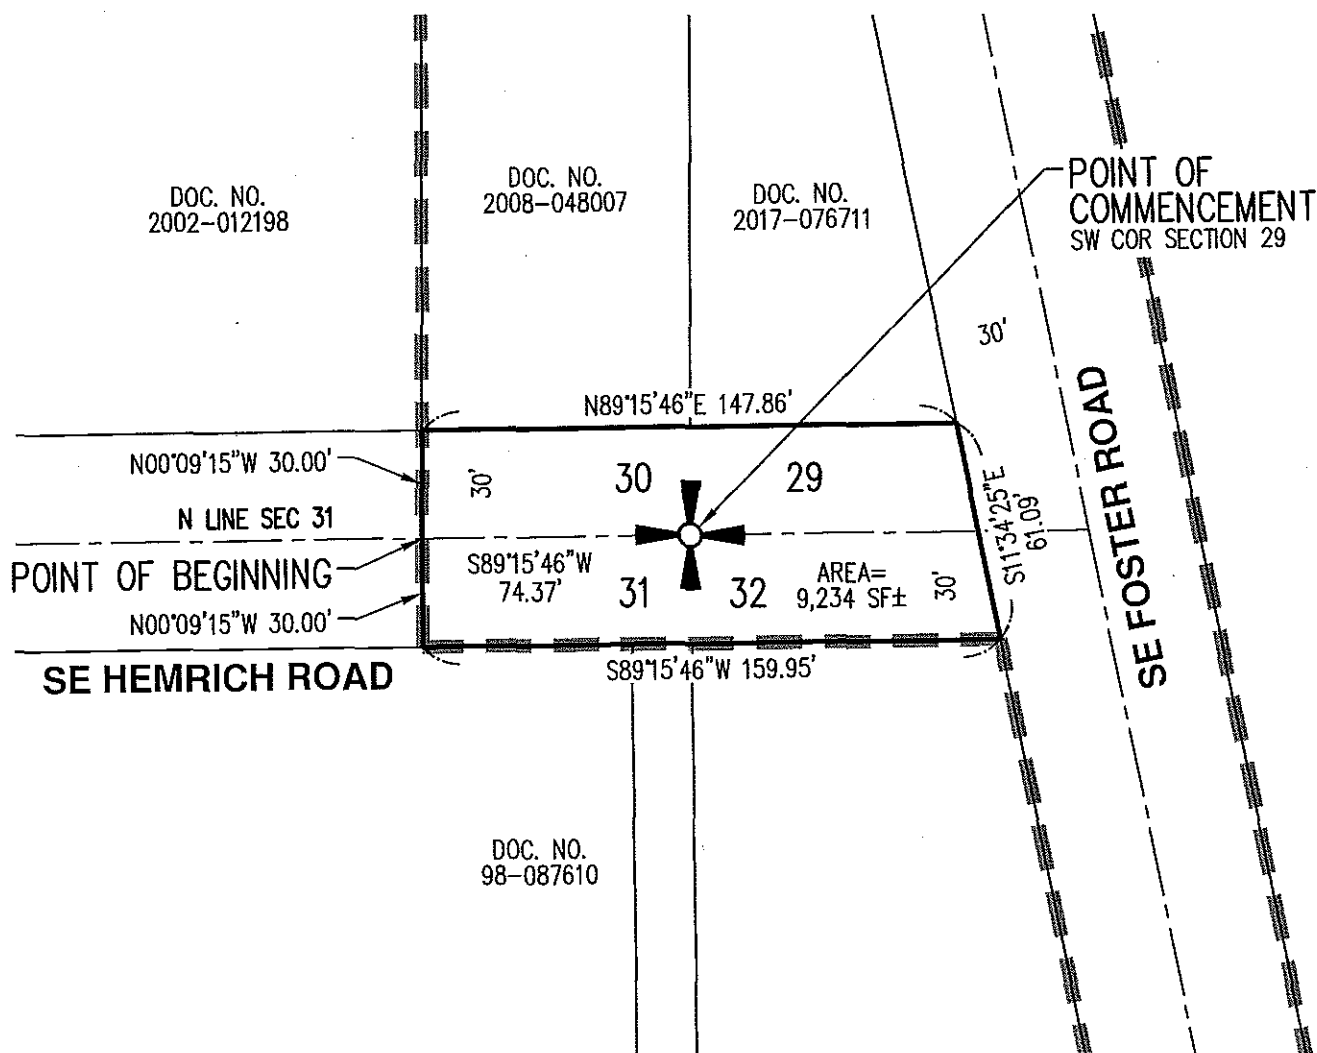 DOC. NO.
2002-012198
DOC. NO.
2008-048007
DOC. NO.
2017-076711
POINT OF
COMMENCEMENT
SW COR SECTION 29
30'
N89°15'46"E 147.86'
N00°09'15"W 30.00'
30'
30
29
N LINE SEC 31
S11°34'25"E
61.09'
SE FOSTER ROAD
POINT OF BEGINNING
S89°15'46"W
74.37'
31
32
AREA=
9,234 SF±
30'
N00°09'15"W 30.00'
SE HEMRICH ROAD
S89°15'46"W 159.95'
DOC. NO.
98-087610